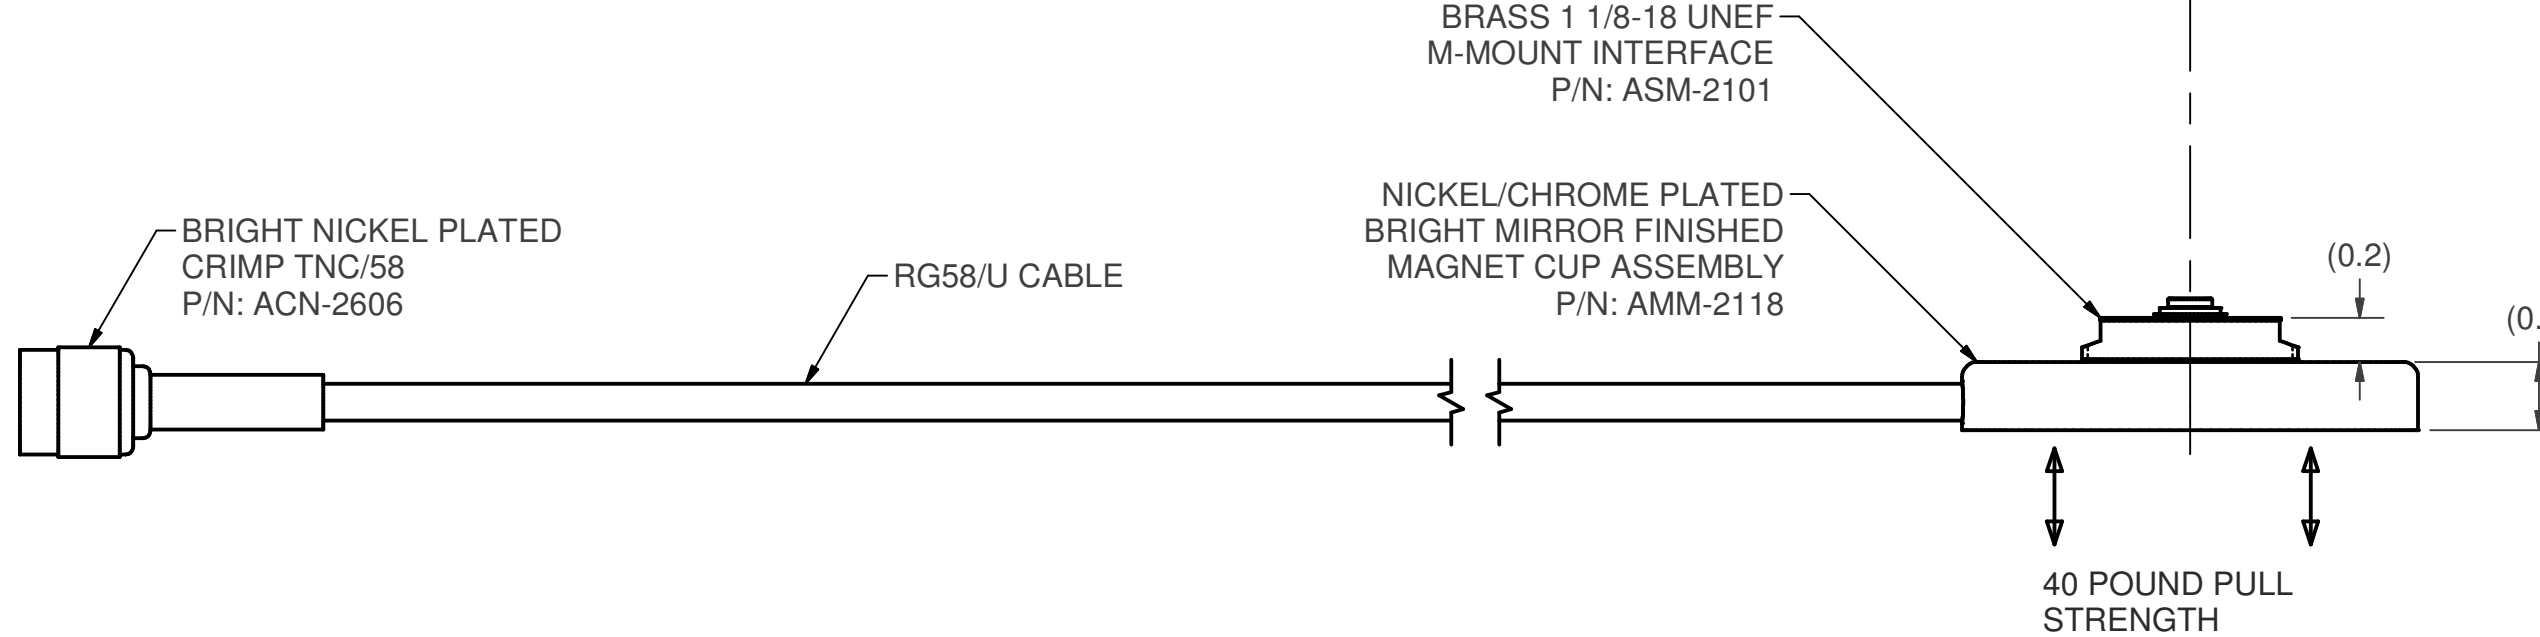 BRASS 1 1/8-18 UNEF
M-MOUNT INTERFACE
P/N: ASM-2101
NICKEL/CHROME PLATED
BRIGHT MIRROR FINISHED
MAGNET CUP ASSEMBLY
P/N: AMM-2118
BRIGHT NICKEL PLATED
CRIMP TNC/58
P/N: ACN-2606
RG58/U CABLE
(0.2)
(0.
40 POUND PULL
STRENGTH